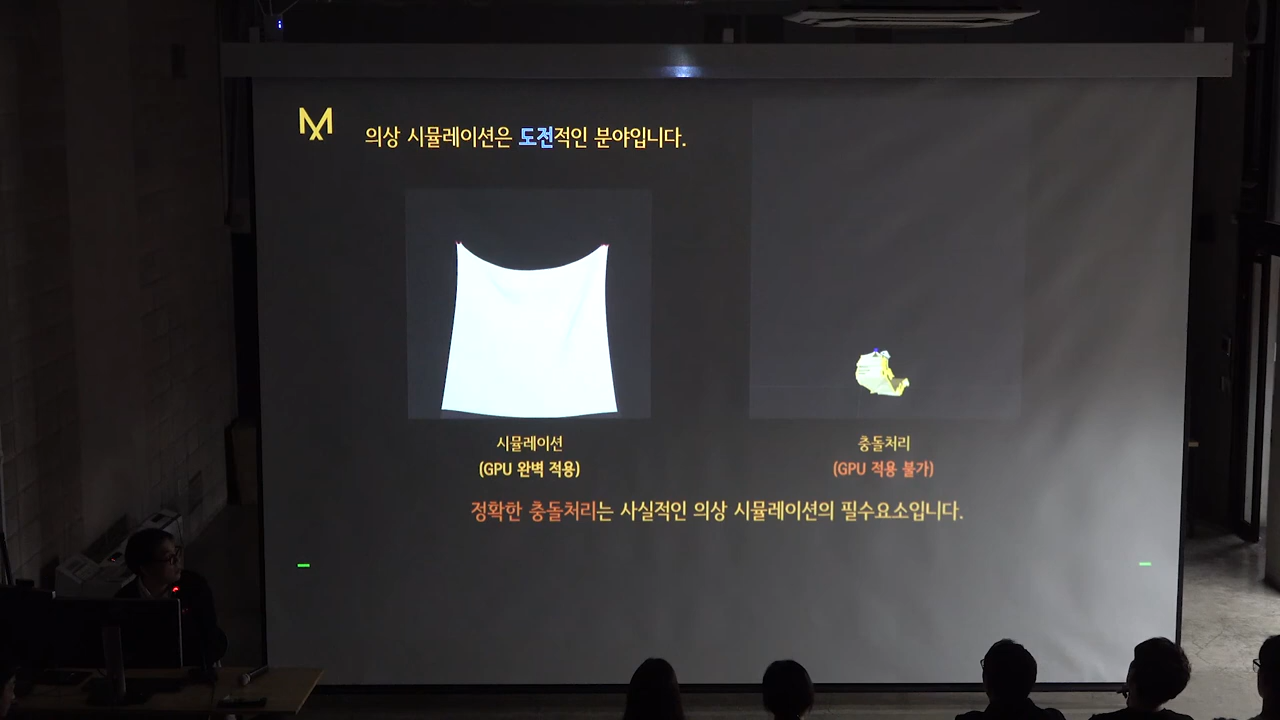 의상 시뮬레이션은 도전적인 분야입니다.
시뮬레이션
(GPU 완벽 적용)
충돌처리
(GPU 적용 불가)
정확한 충돌처리는 사실적인 의상 시뮬레이션의 필수요소입니다.